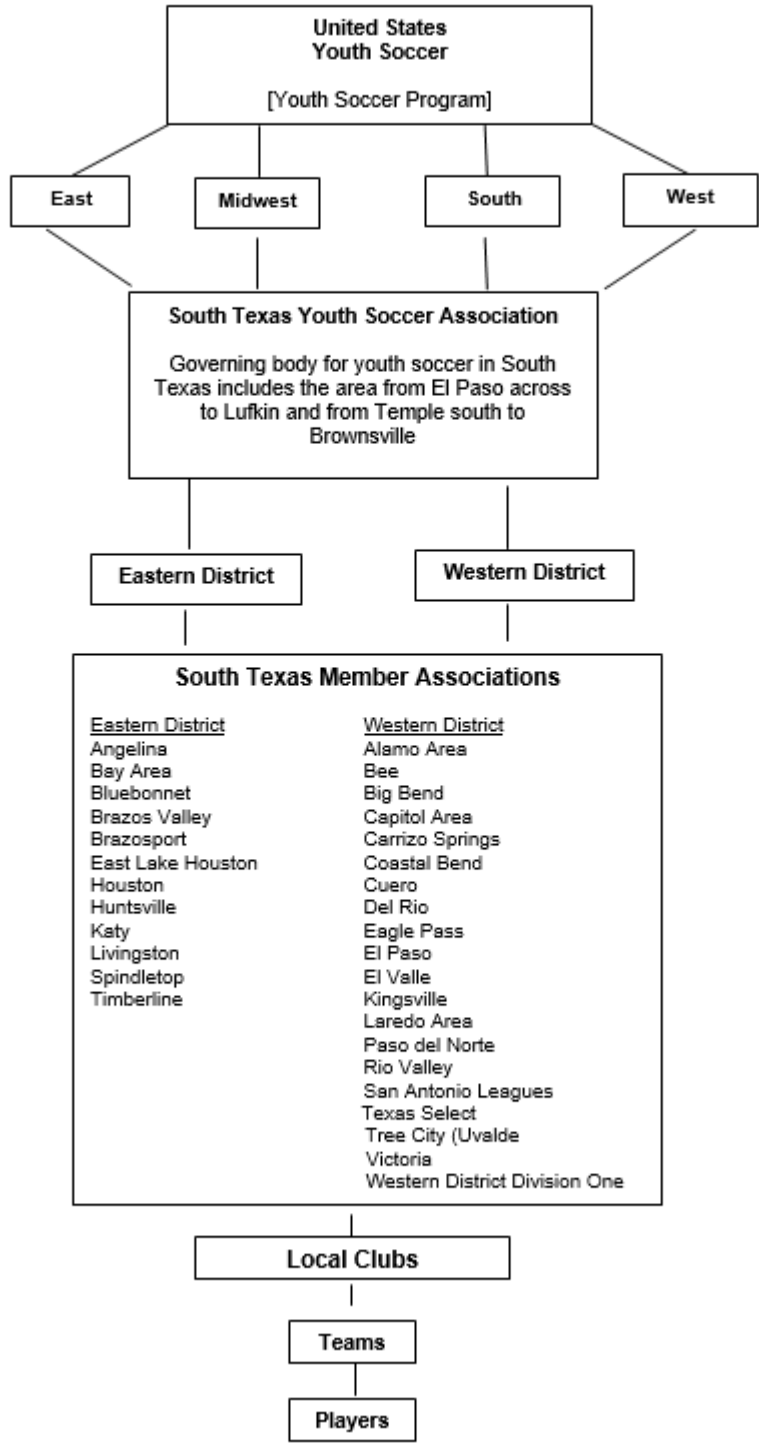 United States
Youth Soccer
[Youth Soccer Program]
East
Midwest
South
West
South Texas Youth Soccer Association
Governing body for youth soccer in South
Texas includes the area from El Paso across
to Lufkin and from Temple south to
Brownsville
Eastern District
Western District
South Texas Member Associations
Eastern District
Angelina
Bay Area
Bluebonnet
Brazos Valley
Brazosport
East Lake Houston
Houston
Huntsville
Katy
Livingston
Spindletop
Timberline
Western District
Alamo Area
Bee
Big Bend
Capitol Area
Carrizo Springs
Coastal Bend
Cuero
Del Rio
Eagle Pass
El Paso
El Valle
Kingsville
Laredo Area
Paso del Norte
Rio Valley
San Antonio Leagues
Texas Select
Tree City (Uvalde
Victoria
Western District Division One
Local Clubs
Teams
Players